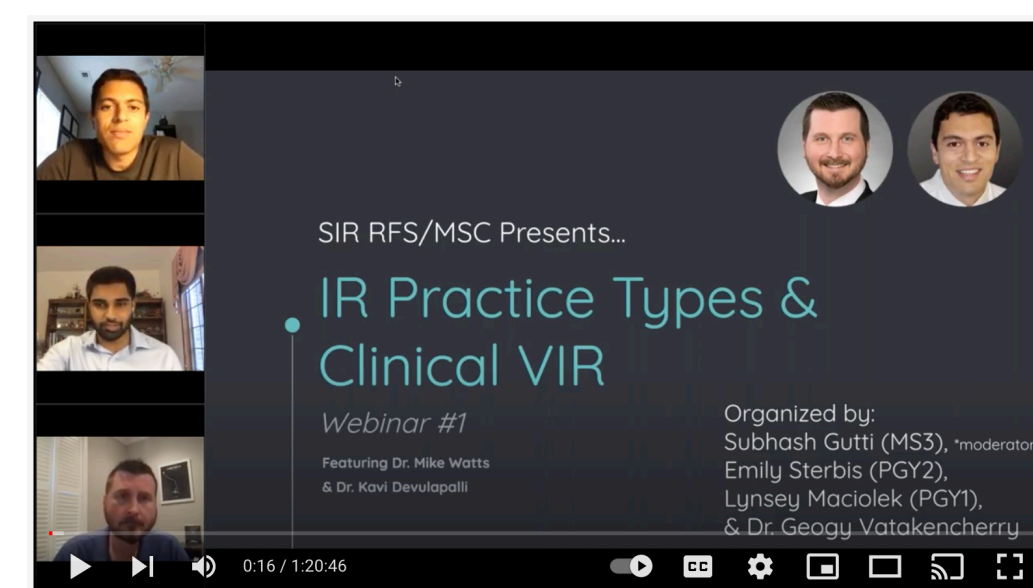 SIR RFS/MSC Presents...
IR Practice Types &
Clinical VIR
Webinar #1
Featuring Dr. Mike Watts
& Dr. Kavi Devulapalli
Organized by:
Subhash Gutti (MS3), *moderator
Emily Sterbis (PGY2),
Lynsey Maciolek (PGY1),
& Dr. Geogy Vatakencherry
0:16 / 1:20:46
CC